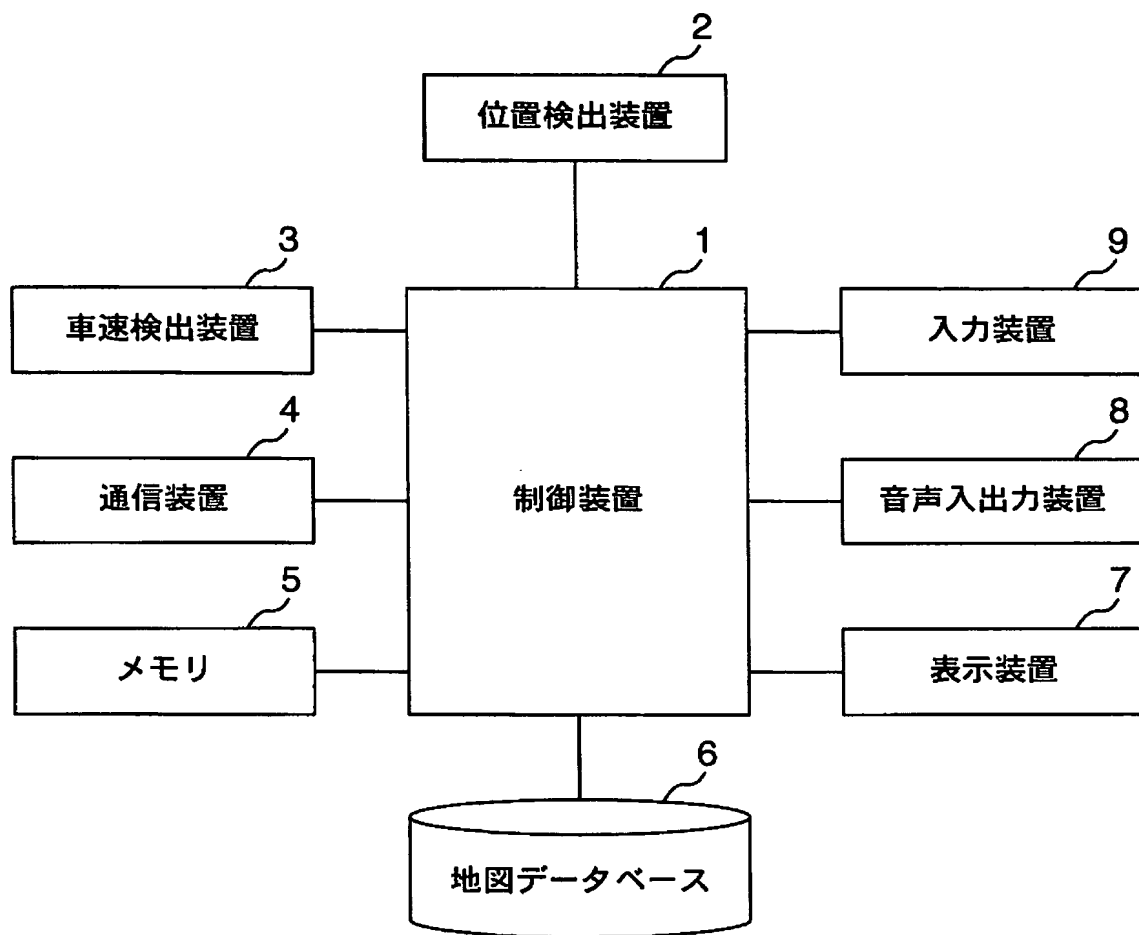 2
位置検出装置
3
1
9
車速検出装置
入力装置
4
8
通信装置
制御装置
音声入出力装置
5
7
メモリ
表示装置
6
地図データベース